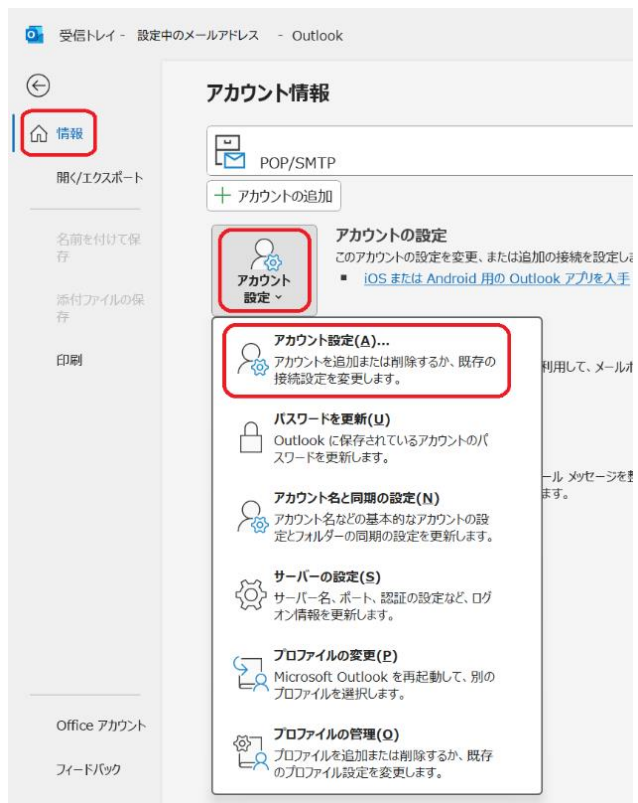 受信トレイ - 設定中のメールアドレス - Outlook
アカウント情報
情報
開く/エクスポート
名前を付けて保
存
添付ファイルの保
存
印刷
Office アカウント
フィードバック
POP/SMTP
アカウントの追加
アカウント
設定
アカウントの設定
このアカウントの設定を変更、または追加の接続を設定しま
iOS または Android 用の Outlook アプリを入手
アカウント設定(A)...
アカウントを追加または削除するか、既存の
接続設定を変更します。
利用して、メールボ
パスワードを更新(U)
Outlook に保存されているアカウントのパ
スワードを更新します。
ール メッセージを整
ます。
アカウント名と同期の設定(N)
アカウント名などの基本的なアカウントの設
定とフォルダーの同期の設定を更新します。
サーバーの設定(S)
サーバー名、ポート、認証の設定など、ログ
オン情報を更新します。
プロファイルの変更(P)
Microsoft Outlook を再起動して、別の
プロファイルを選択します。
プロファイルの管理(O)
プロファイルを追加または削除するか、既存
のプロファイル設定を変更します。